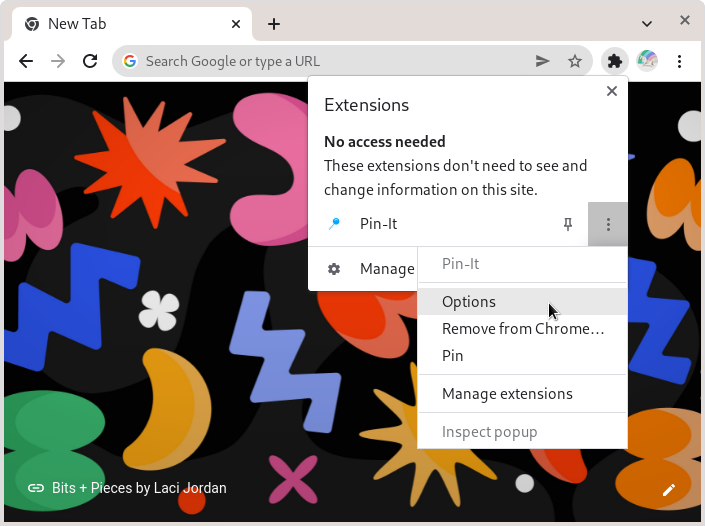 New Tab
Search Google or type a URL
Extensions
No access needed
These extensions don't need to see and
change information on this site.
Pin-It
Manage
Pin-It
Options
Remove from Chrome…
Pin
Manage extensions
Inspect popup
Bits + Pieces by Laci Jordan